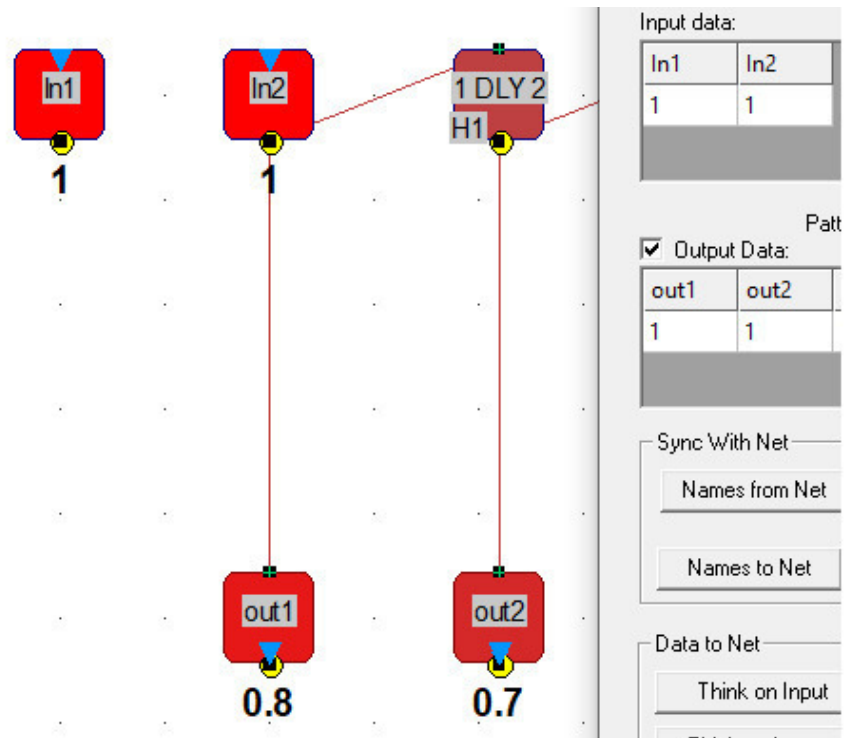 In1
1
In2
1
1 DLY 2
H1
out1
0.8
out2
0.7
Input data:
In1 In2
1 1
Patt
Output Data:
out1 out2
1 1
Sync With Net
Names from Net
Names to Net
Data to Net
Think on Input